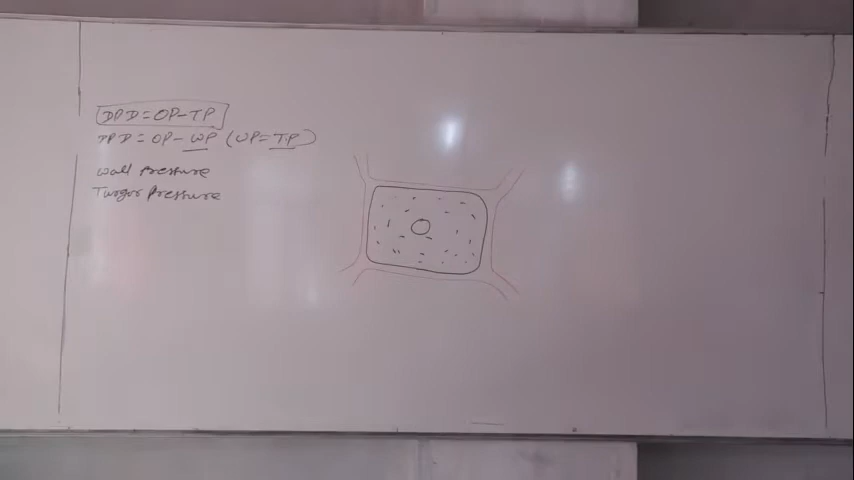 DPD = OP - TP
DPD = OP - WP (WP = TP)
Wall Pressure
Turgor Pressure